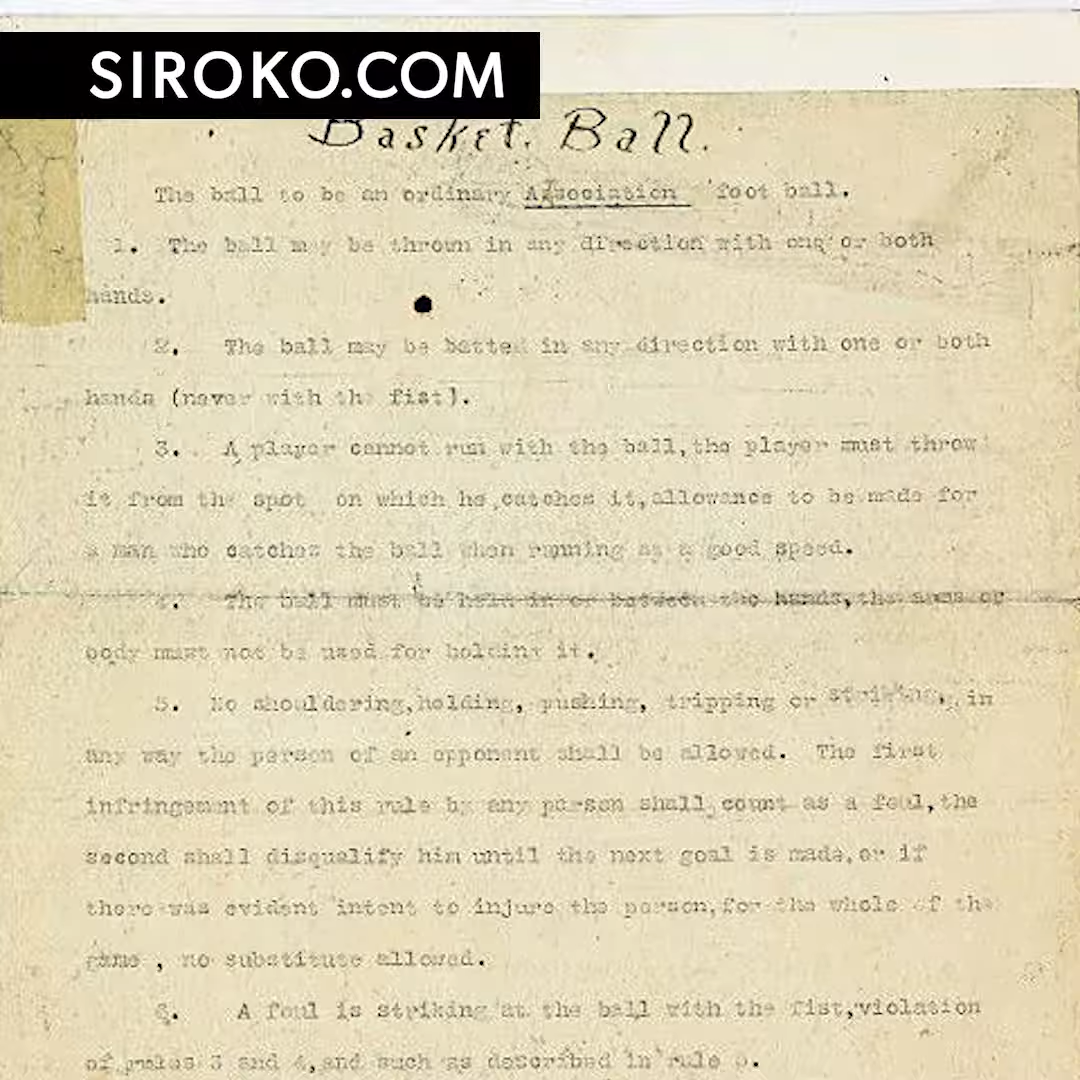 SIROKO.COM
Basket Ball.
The ball to be an ordinary Association foot ball.
1. The ball may be thrown in any direction with one or both
hands.
2. The ball may be batted in any direction with one or both
hands (never with the fist).
3. A player cannot run with the ball,the player must throw
it from the spot on which he catches it,allowance to be made for
a man who catches the ball when running at a good speed.
4. The ball must be held in or between the hands,the arms or
body must not be used for holding it.
5. No shouldering,holding, pushing, tripping or striking, in
any way the person of an opponent shall be allowed. The first
infringement of this rule by any person shall count as a foul,the
second shall disqualify him until the next goal is made,or if
there was evident intent to injure the person,for the whole of the
game , no substitute allowed.
6. A foul is striking at the ball with the fist,violation
of rules 3 and 4,and such as described in rule 5.